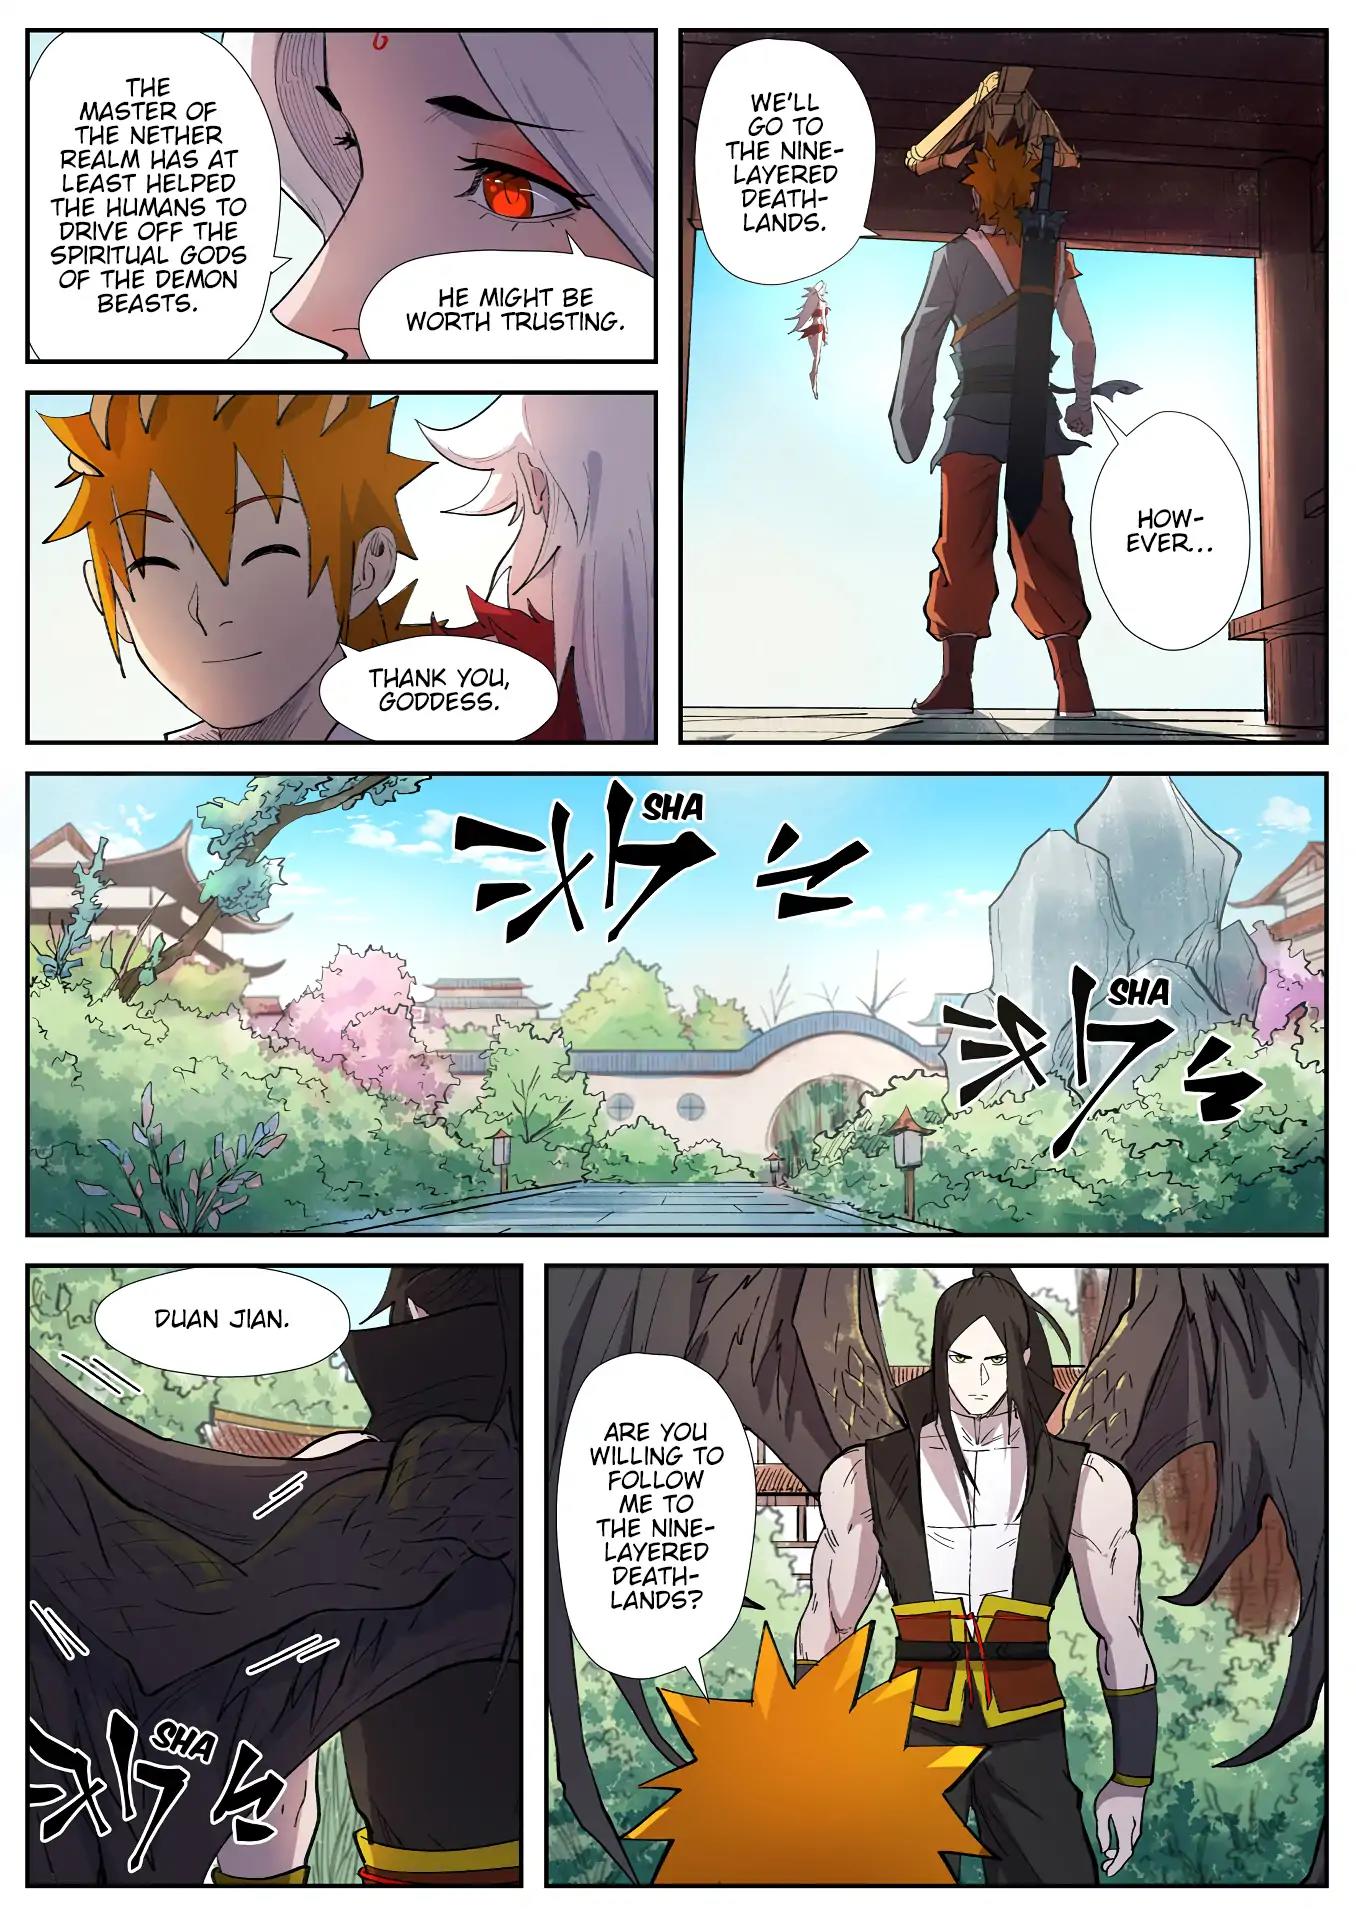 THE
MASTER OF
THE NETHER
REALM HAS AT
LEAST HELPED
THE HUMANS TO
DRIVE OFF THE
SPIRITUAL GODS
OF THE DEMON
BEASTS.
HE MIGHT BE
WORTH TRUSTING.
THANK YOU,
GODDESS.
WE'LL
GO TO
THE NINE-
LAYERED
DEATH-
LANDS.
HOW-
EVER...
SHA
SHA
DUAN JIAN.
SHA
ARE YOU
WILLING TO
FOLLOW
ME TO
THE NINE-
LAYERED
DEATH-
LANDS?